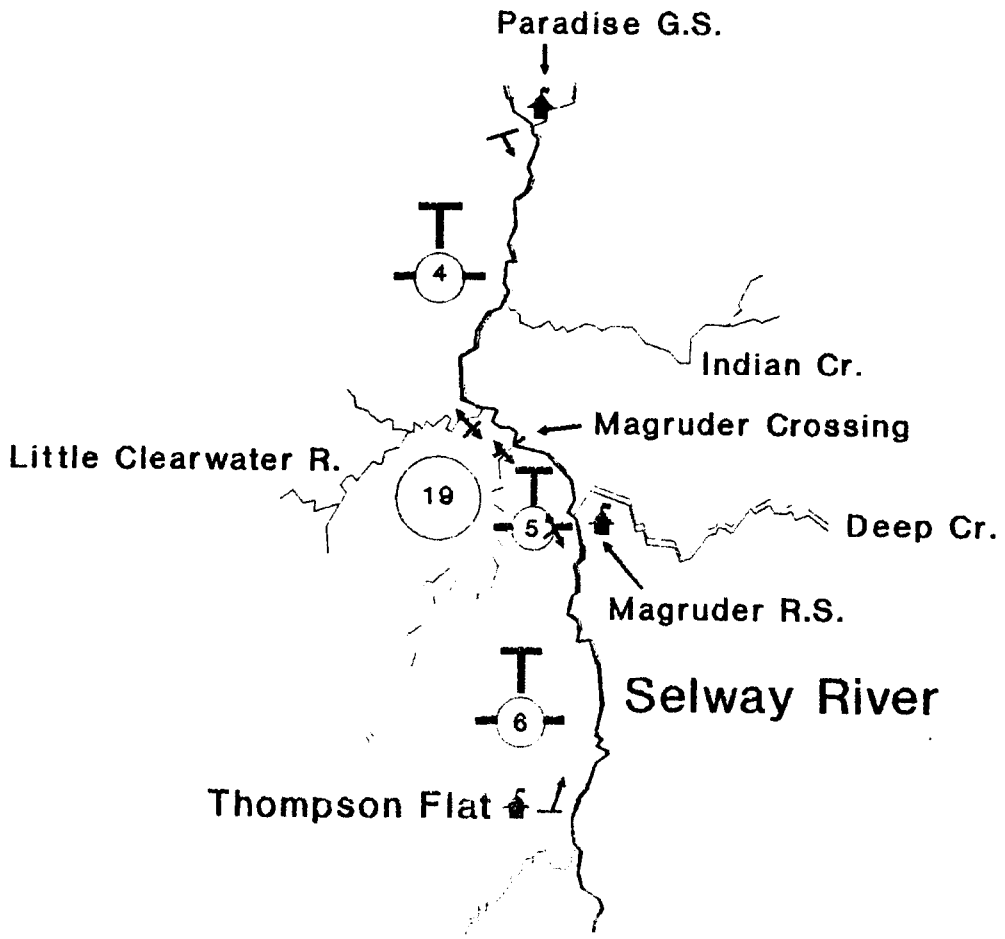 Paradise G.S.
4
Indian Cr.
Magruder Crossing
Little Clearwater R.
19
5
Deep Cr.
Magruder R.S.
Selway River
6
Thompson Flat